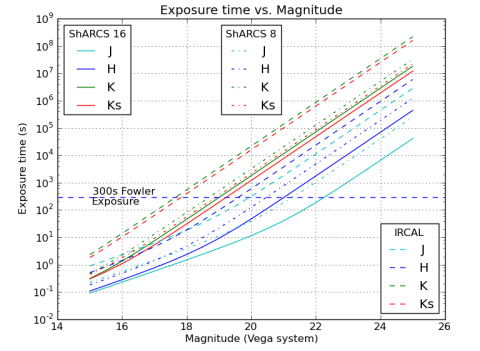 Exposure time vs. Magnitude
ShARCS 16
J
H
K
Ks
ShARCS 8
J
H
K
Ks
300s Fowler
Exposure
IRCAL
J
H
K
Ks
10^9
10^8
10^7
10^6
10^5
10^4
10^3
10^2
10^1
10^0
10^-1
10^-2
Exposure time (s)
14 16 18 20 22 24 26
Magnitude (Vega system)